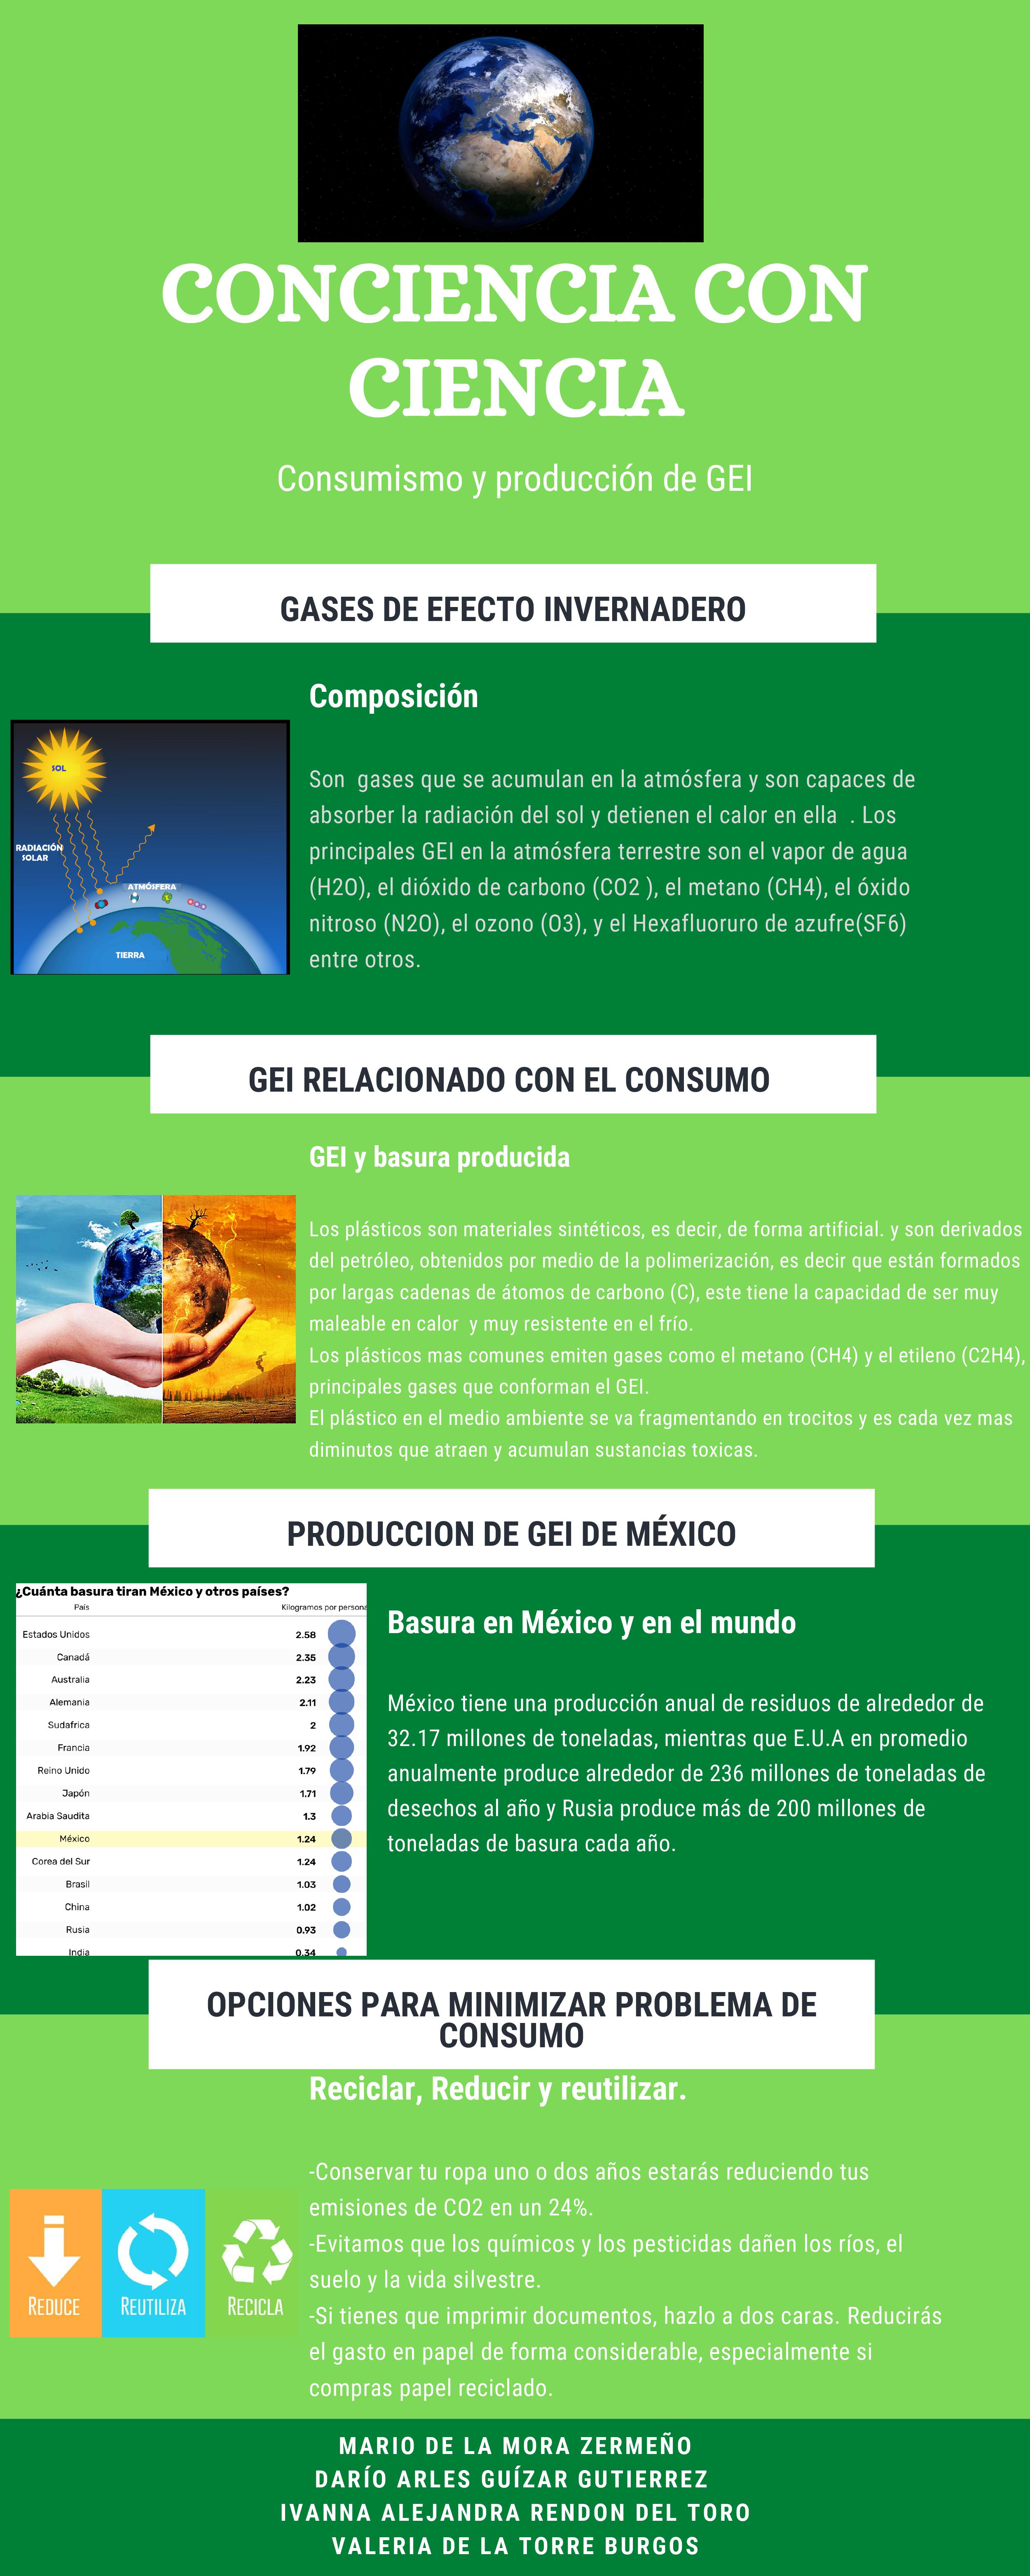 CONCIENCIA CON
CIENCIA
Consumismo y producción de GEI
GASES DE EFECTO INVERNADERO
Composición
SOL
RADIACIÓN
SOLAR
ATMÓSFERA
TIERRA
Son  gases que se acumulan en la atmósfera y son capaces de
absorber la radiación del sol y detienen el calor en ella  . Los
principales GEI en la atmósfera terrestre son el vapor de agua
(H2O), el dióxido de carbono (CO2 ), el metano (CH4), el óxido
nitroso (N2O), el ozono (O3), y el Hexafluoruro de azufre(SF6)
entre otros.
GEI RELACIONADO CON EL CONSUMO
GEI y basura producida
Los plásticos son materiales sintéticos, es decir, de forma artificial. y son derivados
del petróleo, obtenidos por medio de la polimerización, es decir que están formados
por largas cadenas de átomos de carbono (C), este tiene la capacidad de ser muy
maleable en calor  y muy resistente en el frío.
Los plásticos mas comunes emiten gases como el metano (CH4) y el etileno (C2H4),
principales gases que conforman el GEI.
El plástico en el medio ambiente se va fragmentando en trocitos y es cada vez mas
diminutos que atraen y acumulan sustancias toxicas.
PRODUCCION DE GEI DE MÉXICO
¿Cuánta basura tiran México y otros países?
País Kilogramos por persona
Estados Unidos 2.58
Canadá 2.35
Australia 2.23
Alemania 2.11
Sudafrica 2
Francia 1.92
Reino Unido 1.79
Japón 1.71
Arabia Saudita 1.3
México 1.24
Corea del Sur 1.24
Brasil 1.03
China 1.02
Rusia 0.93
India 0.34
Basura en México y en el mundo
México tiene una producción anual de residuos de alrededor de
32.17 millones de toneladas, mientras que E.U.A en promedio
anualmente produce alrededor de 236 millones de toneladas de
desechos al año y Rusia produce más de 200 millones de
toneladas de basura cada año.
OPCIONES PARA MINIMIZAR PROBLEMA DE
CONSUMO
Reciclar, Reducir y reutilizar.
REDUCE
REUTILIZA
RECICLA
-Conservar tu ropa uno o dos años estarás reduciendo tus
emisiones de CO2 en un 24%.
-Evitamos que los químicos y los pesticidas dañen los ríos, el
suelo y la vida silvestre.
-Si tienes que imprimir documentos, hazlo a dos caras. Reducirás
el gasto en papel de forma considerable, especialmente si
compras papel reciclado.
MARIO DE LA MORA ZERMEÑO
DARÍO ARLES GUÍZAR GUTIERREZ
IVANNA ALEJANDRA RENDON DEL TORO
VALERIA DE LA TORRE BURGOS